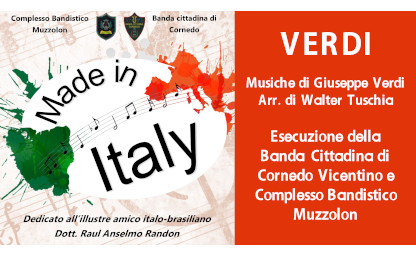 Complesso Bandistico
Muzzolon
Banda cittadina di
Cornedo
Made in
Italy
Dedicato all'illustre amico italo-brasiliano
Dott. Raul Anselmo Randon
VERDI
Musiche di Giuseppe Verdi
Arr. di Walter Tuschia
Esecuzione della
Banda Cittadina di
Cornedo Vicentino e
Complesso Bandistico
Muzzolon